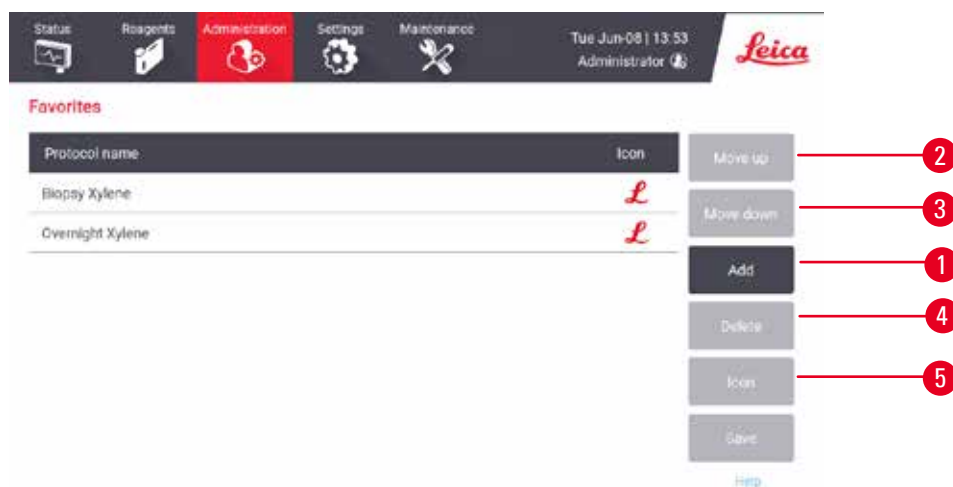 Status Reagents Administration Settings Maintenance
Tue Jun-08 | 13:53
Administrator
Leica
Favorites
Protocol name Icon
Biopsy Xylene L
Overnight Xylene L
Move up 2
Move down 3
Add 1
Delete 4
Icon 5
Save
Help